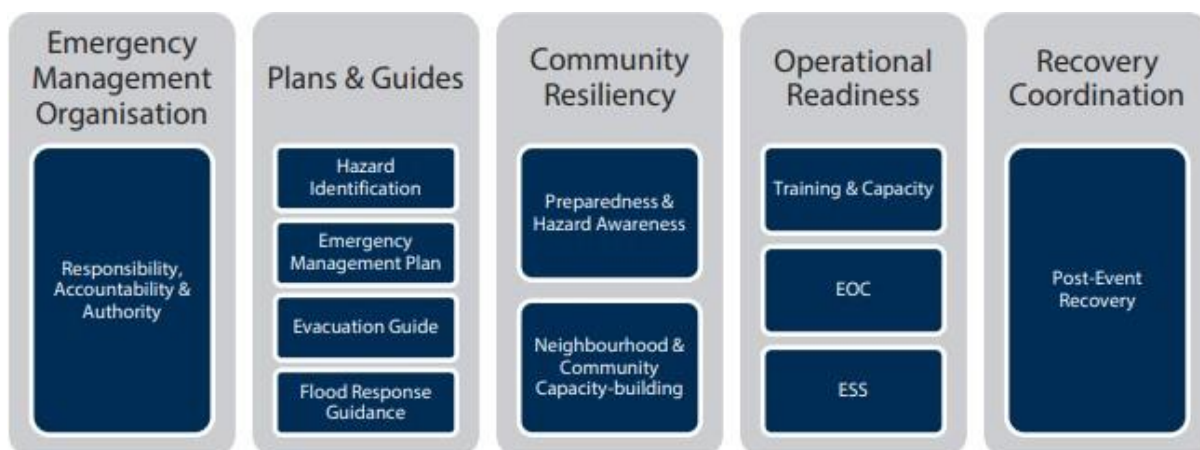 Emergency
Management
Organisation
Responsibility,
Accountability &
Authority
Plans & Guides
Hazard
Identification
Emergency
Management Plan
Evacuation Guide
Flood Response
Guidance
Community
Resiliency
Preparedness &
Hazard Awareness
Neighbourhood &
Community
Capacity-building
Operational
Readiness
Training & Capacity
EOC
ESS
Recovery
Coordination
Post-Event
Recovery